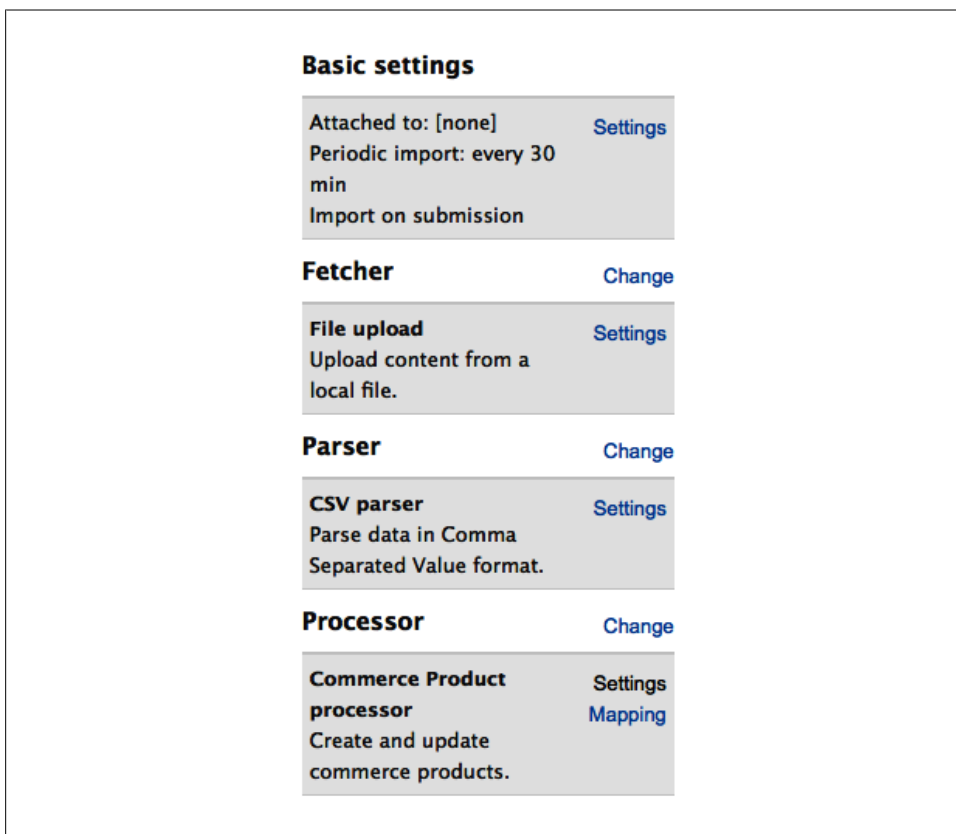 Basic settings
Attached to: [none] Settings
Periodic import: every 30
min
Import on submission
Fetcher Change
File upload Settings
Upload content from a
local file.
Parser Change
CSV parser Settings
Parse data in Comma
Separated Value format.
Processor Change
Commerce Product Settings
processor Mapping
Create and update
commerce products.